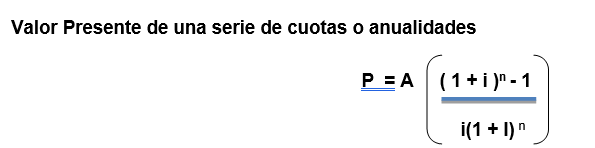 Valor Presente de una serie de cuotas o anualidades
P = A ( ( 1 + i )ⁿ - 1
i(1 + I) ⁿ )